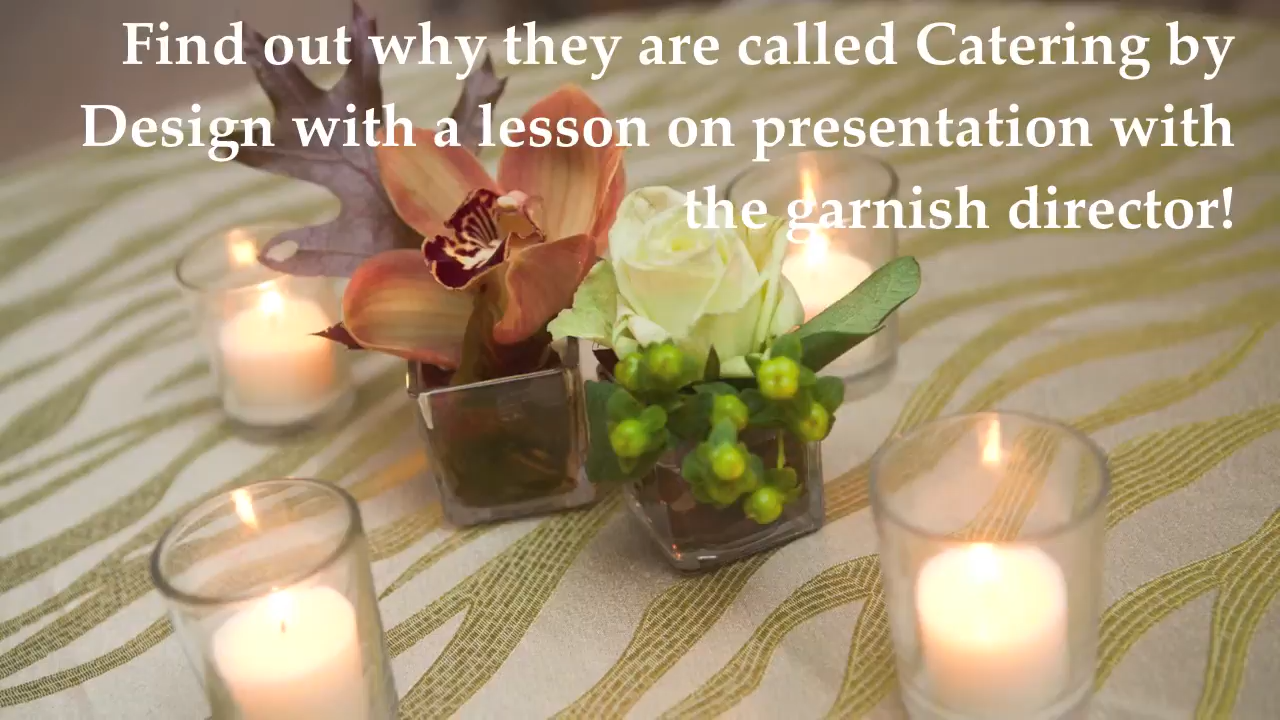 Find out why they are called Catering by
Design with a lesson on presentation with
the garnish director!